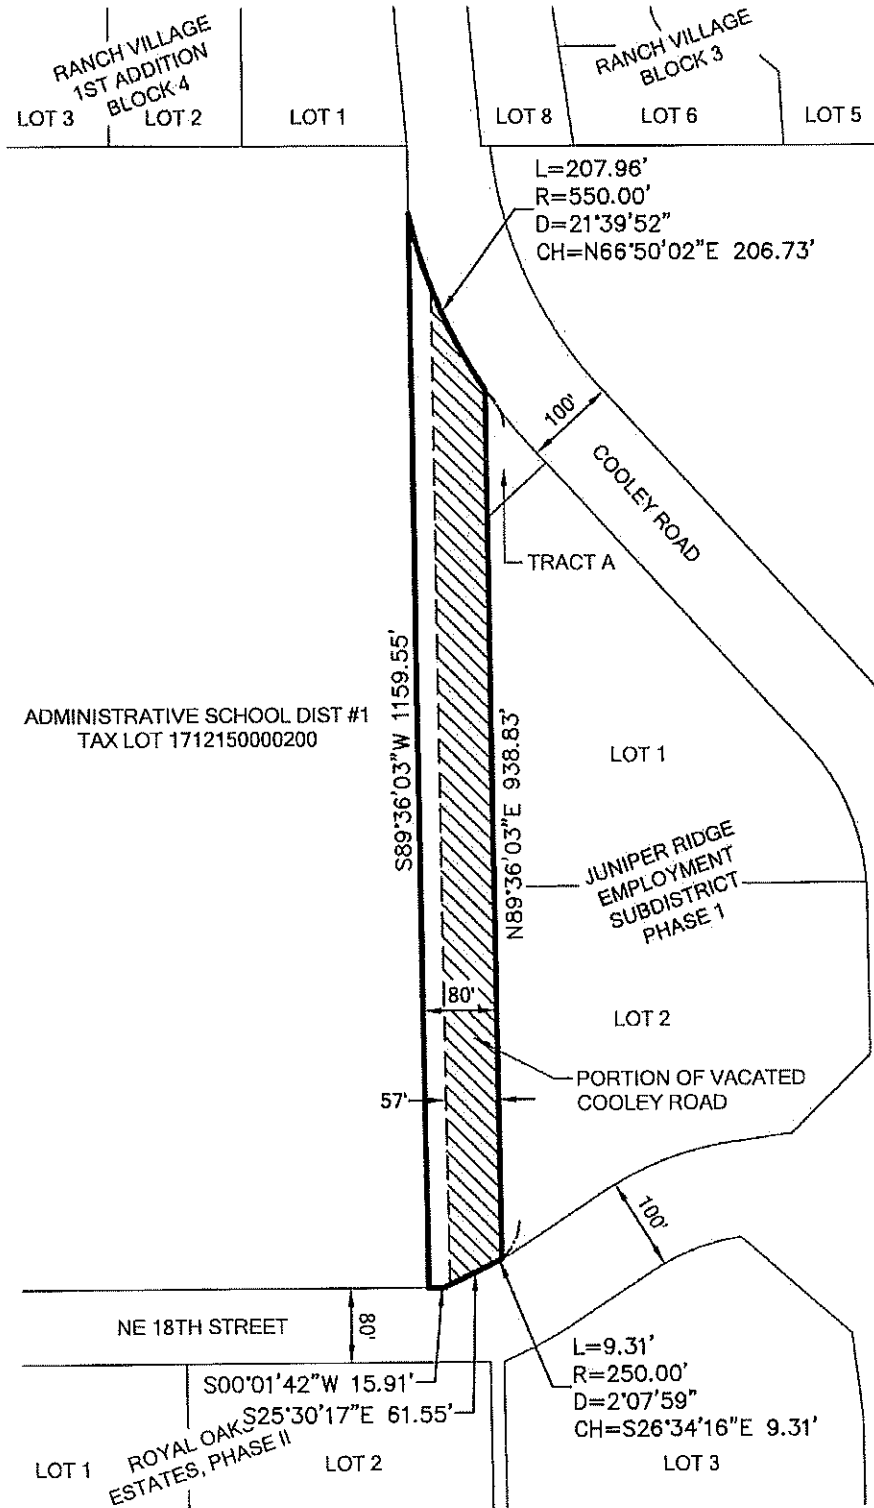 RANCH VILLAGE
1ST ADDITION
BLOCK 4
RANCH VILLAGE
BLOCK 3
LOT 3
LOT 2
LOT 1
LOT 8
LOT 6
LOT 5
L=207.96'
R=550.00'
D=21°39'52"
CH=N66°50'02"E 206.73'
100'
COOLEY ROAD
TRACT A
S89°36'03"W 1159.55'
N89°36'03"E 938.83'
ADMINISTRATIVE SCHOOL DIST #1
TAX LOT 1712150000200
LOT 1
JUNIPER RIDGE
EMPLOYMENT
SUBDISTRICT
PHASE 1
80'
LOT 2
PORTION OF VACATED
COOLEY ROAD
57'
100'
NE 18TH STREET
80'
S00°01'42"W 15.91'
S25°30'17"E 61.55'
L=9.31'
R=250.00'
D=2°07'59"
CH=S26°34'16"E 9.31'
ROYAL OAKS
ESTATES, PHASE II
LOT 1
LOT 2
LOT 3